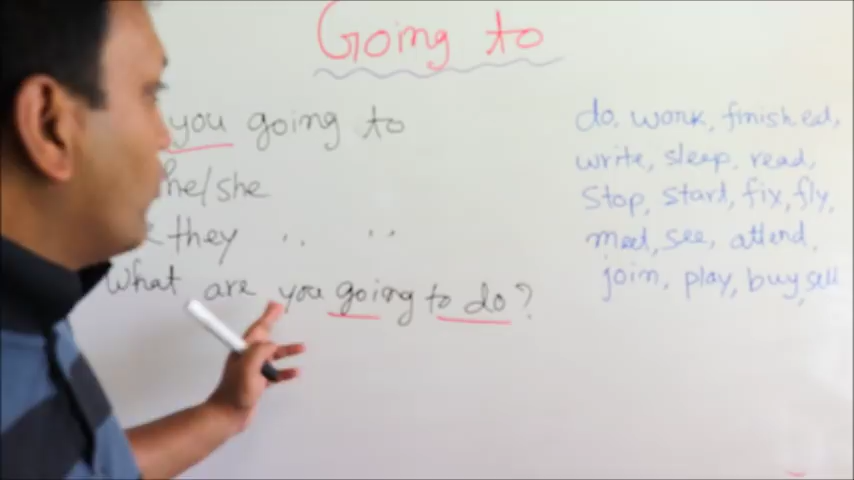 Going to
you going to
he/she
they " "
What are you going to do?
do, work, finished,
write, sleep, read,
Stop, start, fix, fly,
meet, see, attend,
join, play, buy, sell